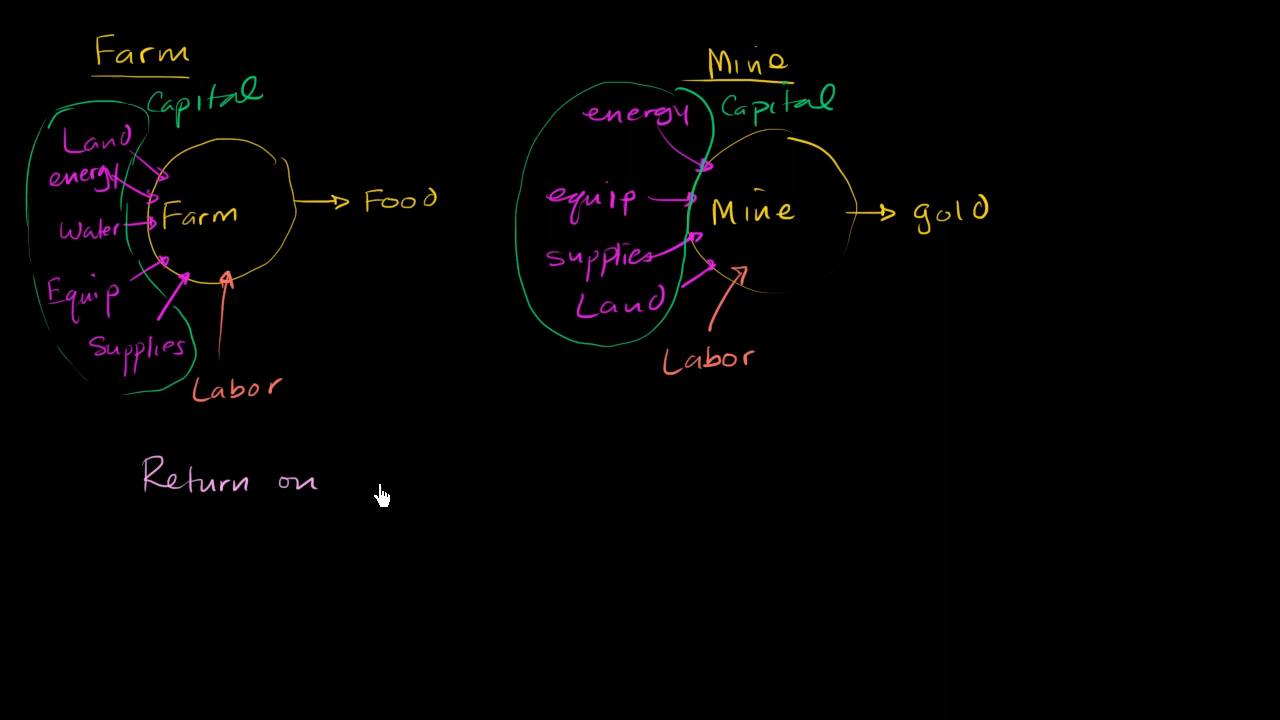 Farm
Capital
Land
energy
Water
Equip
Supplies
Labor
Farm
Food
Mine
Capital
energy
equip
supplies
Land
Labor
Mine
gold
Return on